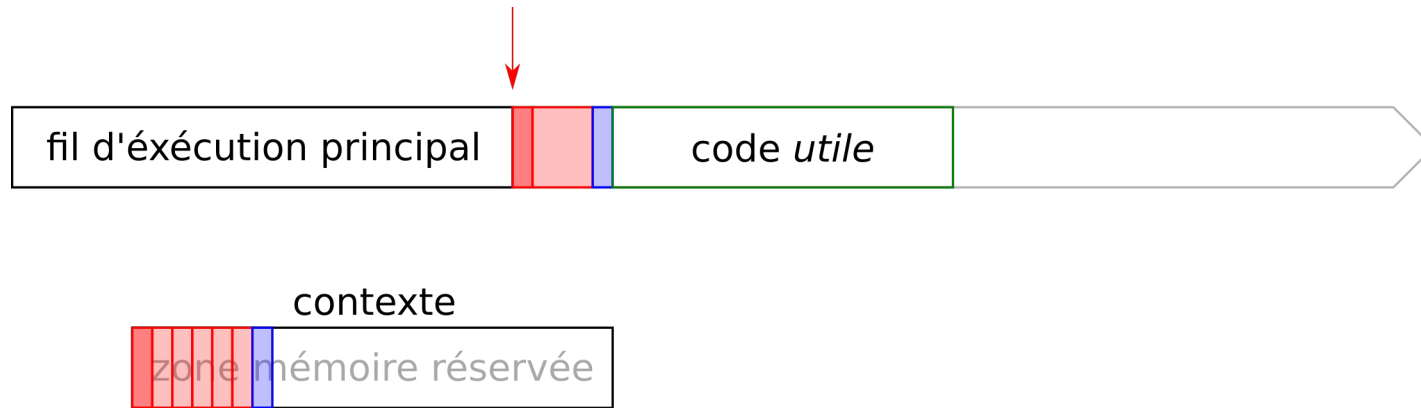 fil d'éxécution principal
code utile
contexte
zone mémoire réservée